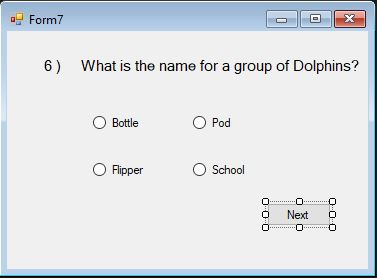 Form7
6 ) What is the name for a group of Dolphins?
Bottle Pod
Flipper School
Next